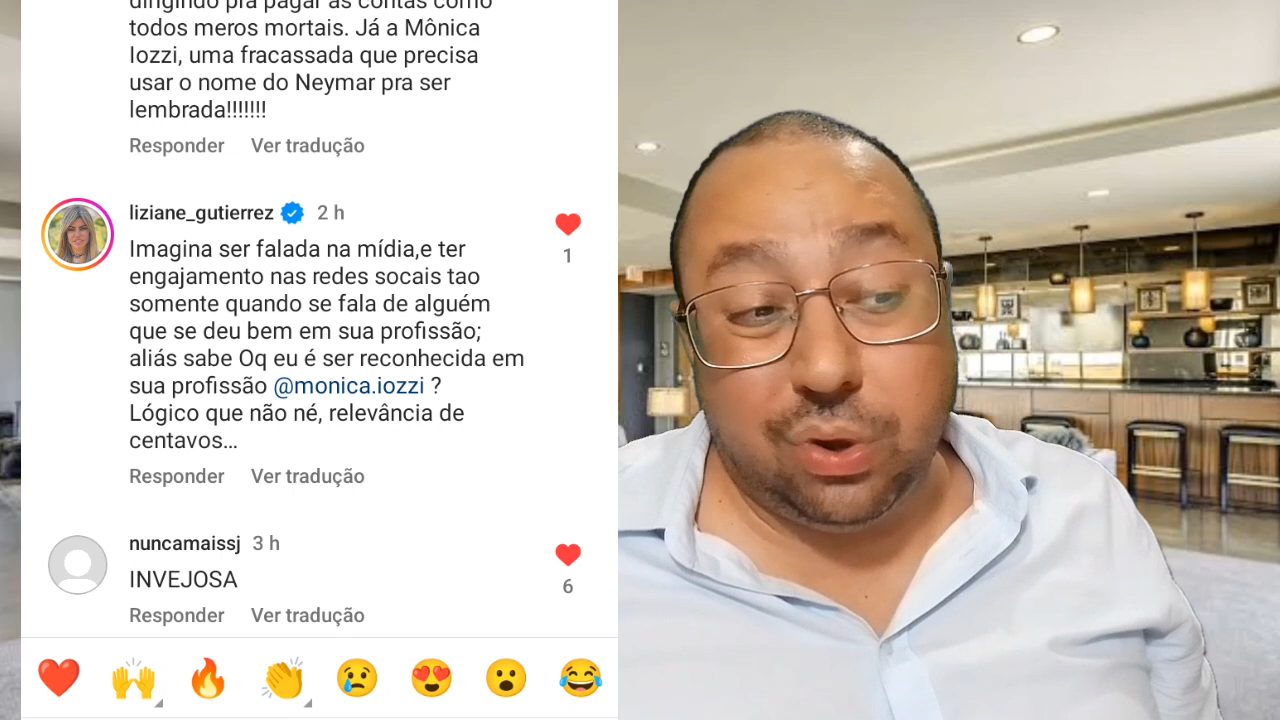 dirigindo pra pagar as contas como
todos meros mortais. Já a Mônica
Iozzi, uma fracassada que precisa
usar o nome do Neymar pra ser
lembrada!!!!!!!
Responder Ver tradução
liziane_gutierrez 2 h
Imagina ser falada na mídia,e ter
engajamento nas redes socais tao
somente quando se fala de alguém
que se deu bem em sua profissão;
aliás sabe Oq eu é ser reconhecida em
sua profissão @monica.iozzi ?
Lógico que não né, relevância de
centavos...
1
Responder Ver tradução
nuncamaissj 3 h
INVEJOSA
6
Responder Ver tradução